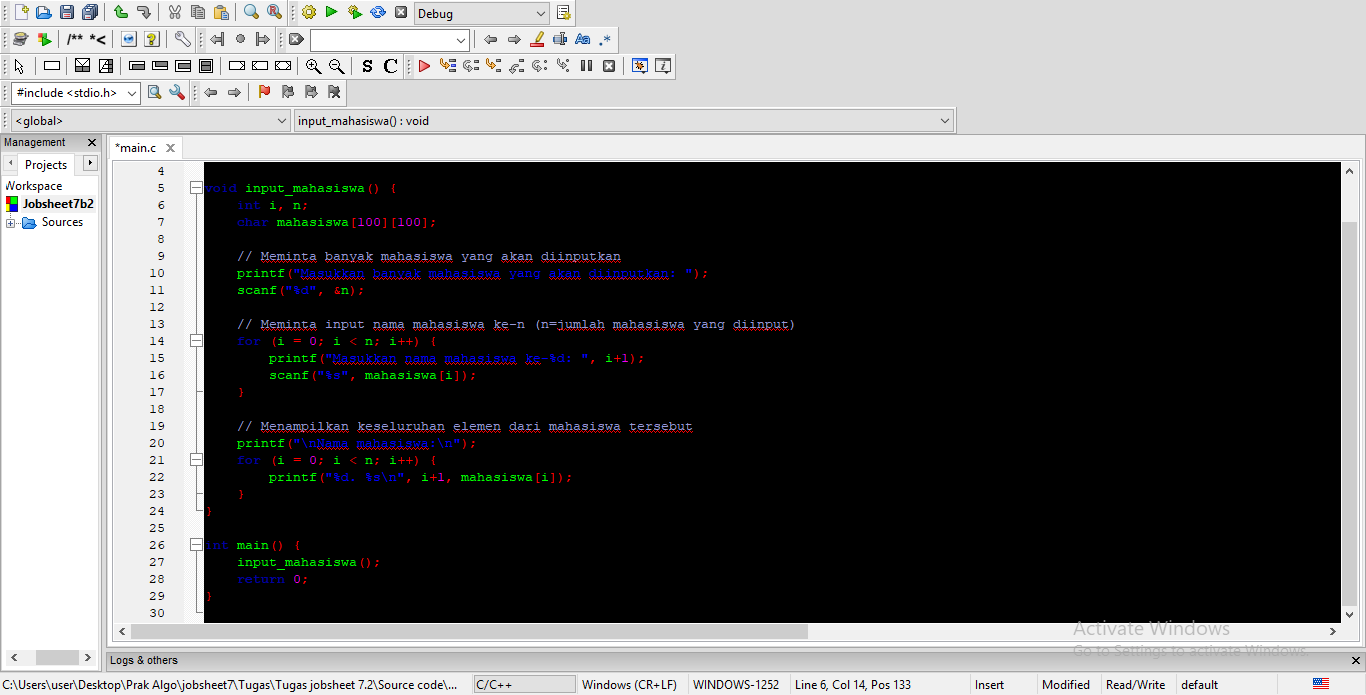 Debug
/** *<
S C
Aa .*
#include <stdio.h>
<global>
input_mahasiswa() : void
Management
Projects
Workspace
Jobsheet7b2
Sources
*main.c
4
5 void input_mahasiswa() {
6 int i, n;
7 char mahasiswa[100][100];
8
9 // Meminta banyak mahasiswa yang akan diinputkan
10 printf("Masukkan banyak mahasiswa yang akan diinputkan: ");
11 scanf("%d", &n);
12
13 // Meminta input nama mahasiswa ke-n (n=jumlah mahasiswa yang diinput)
14 for (i = 0; i < n; i++) {
15 printf("Masukkan nama mahasiswa ke-%d: ", i+1);
16 scanf("%s", mahasiswa[i]);
17 }
18
19 // Menampilkan keseluruhan elemen dari mahasiswa tersebut
20 printf("\nNama mahasiswa:\n");
21 for (i = 0; i < n; i++) {
22 printf("%d. %s\n", i+1, mahasiswa[i]);
23 }
24 }
25
26 int main() {
27 input_mahasiswa();
28 return 0;
29 }
30
Activate Windows
Go to Settings to activate Windows.
Logs & others
C:\Users\user\Desktop\Prak Algo\jobsheet7\Tugas\Tugas jobsheet 7.2\Source code\... C/C++ Windows (CR+LF) WINDOWS-1252 Line 6, Col 14, Pos 133 Insert Modified Read/Write default